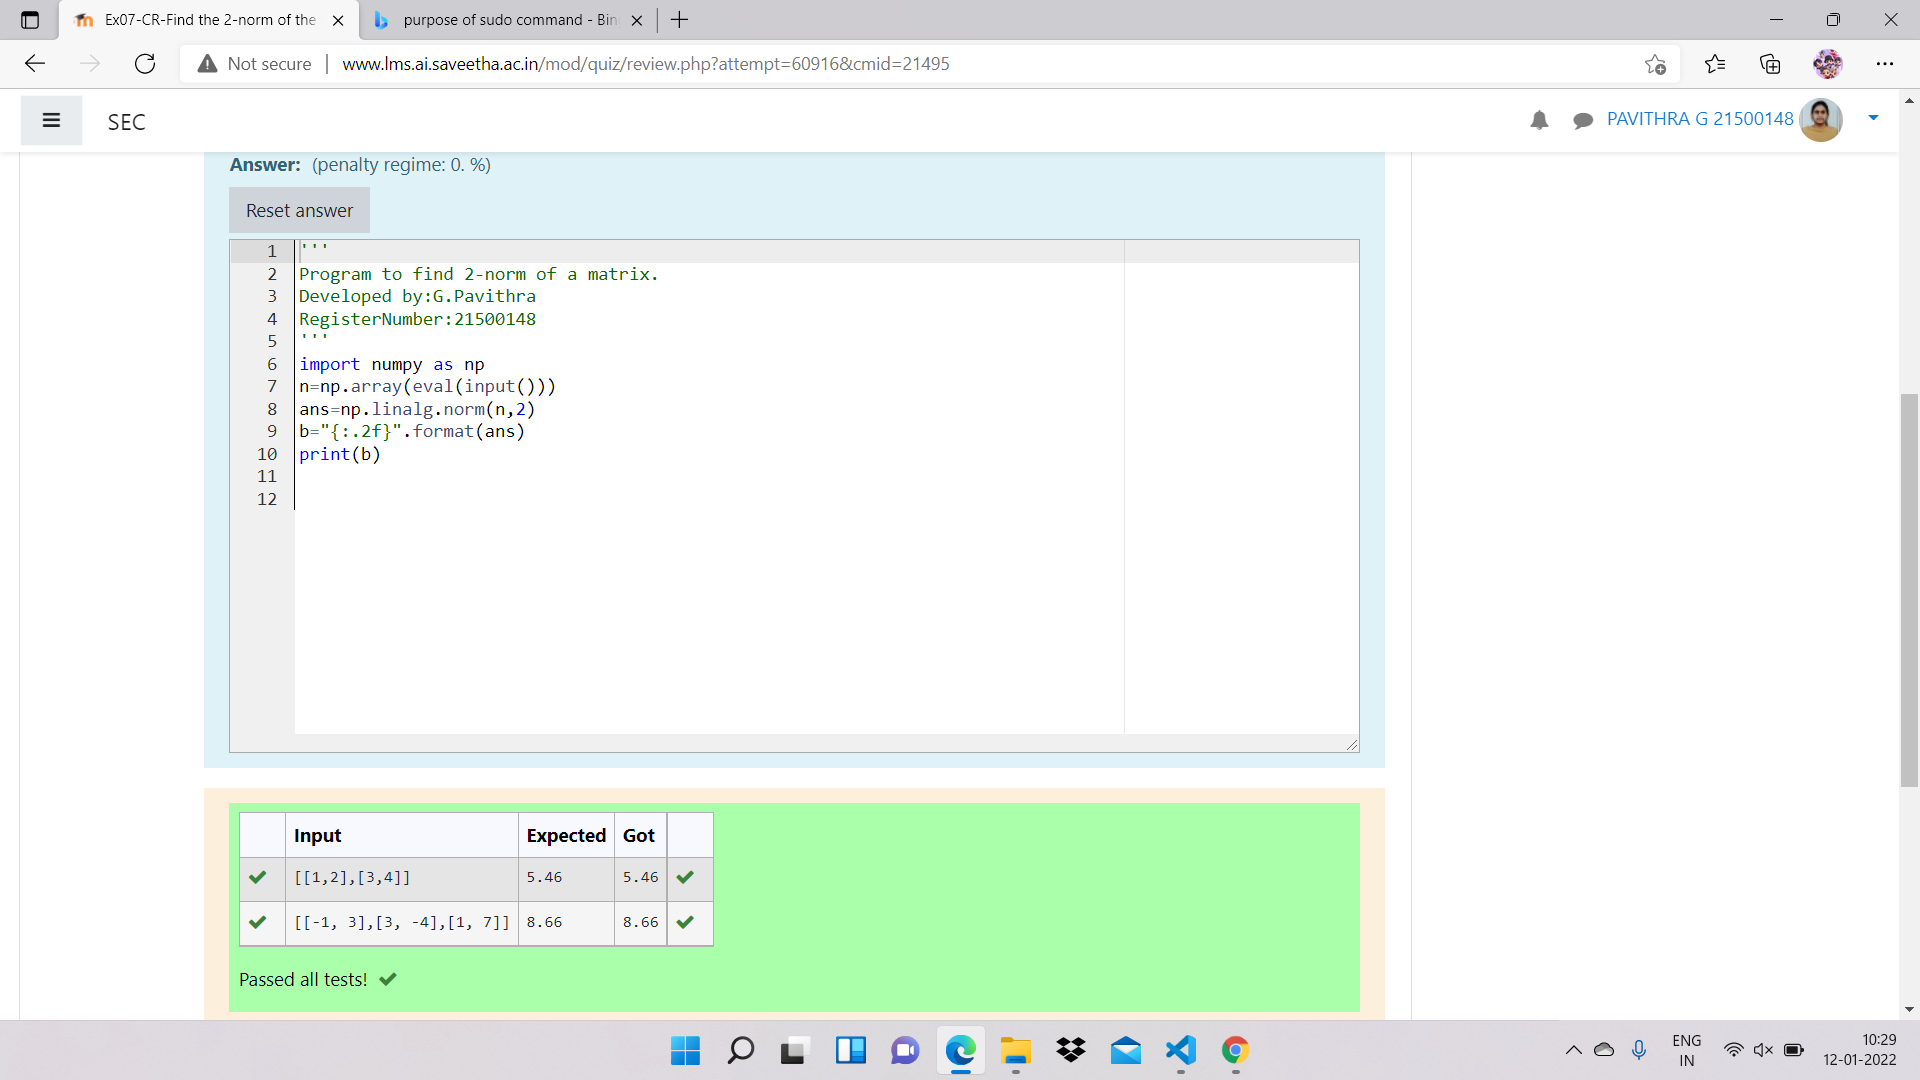 Ex07-CR-Find the 2-norm of the
purpose of sudo command - Bin
Not secure
www.lms.ai.saveetha.ac.in/mod/quiz/review.php?attempt=60916&cmid=21495
SEC
PAVITHRA G 21500148
Answer: (penalty regime: 0. %)
Reset answer
1 '''
2 Program to find 2-norm of a matrix.
3 Developed by:G.Pavithra
4 RegisterNumber:21500148
5 '''
6 import numpy as np
7 n=np.array(eval(input()))
8 ans=np.linalg.norm(n,2)
9 b="{:.2f}".format(ans)
10 print(b)
11
12
Input Expected Got
[[1,2],[3,4]] 5.46 5.46
[[-1, 3],[3, -4],[1, 7]] 8.66 8.66
Passed all tests!
ENG
IN
10:29
12-01-2022